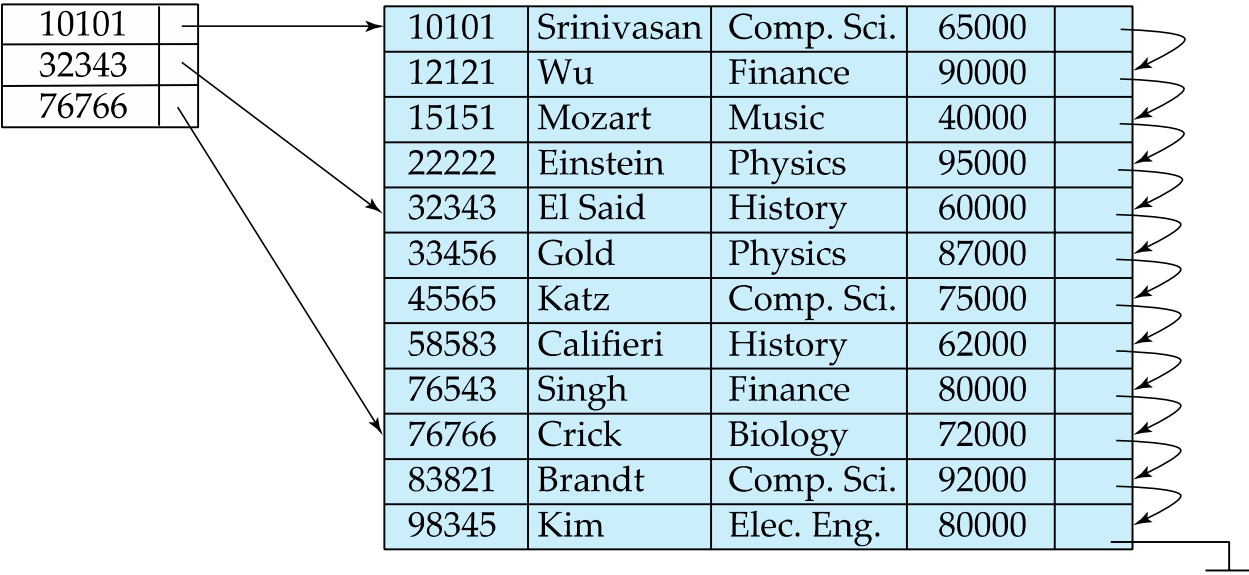 10101
32343
76766
10101 Srinivasan Comp. Sci. 65000
12121 Wu Finance 90000
15151 Mozart Music 40000
22222 Einstein Physics 95000
32343 El Said History 60000
33456 Gold Physics 87000
45565 Katz Comp. Sci. 75000
58583 Califieri History 62000
76543 Singh Finance 80000
76766 Crick Biology 72000
83821 Brandt Comp. Sci. 92000
98345 Kim Elec. Eng. 80000